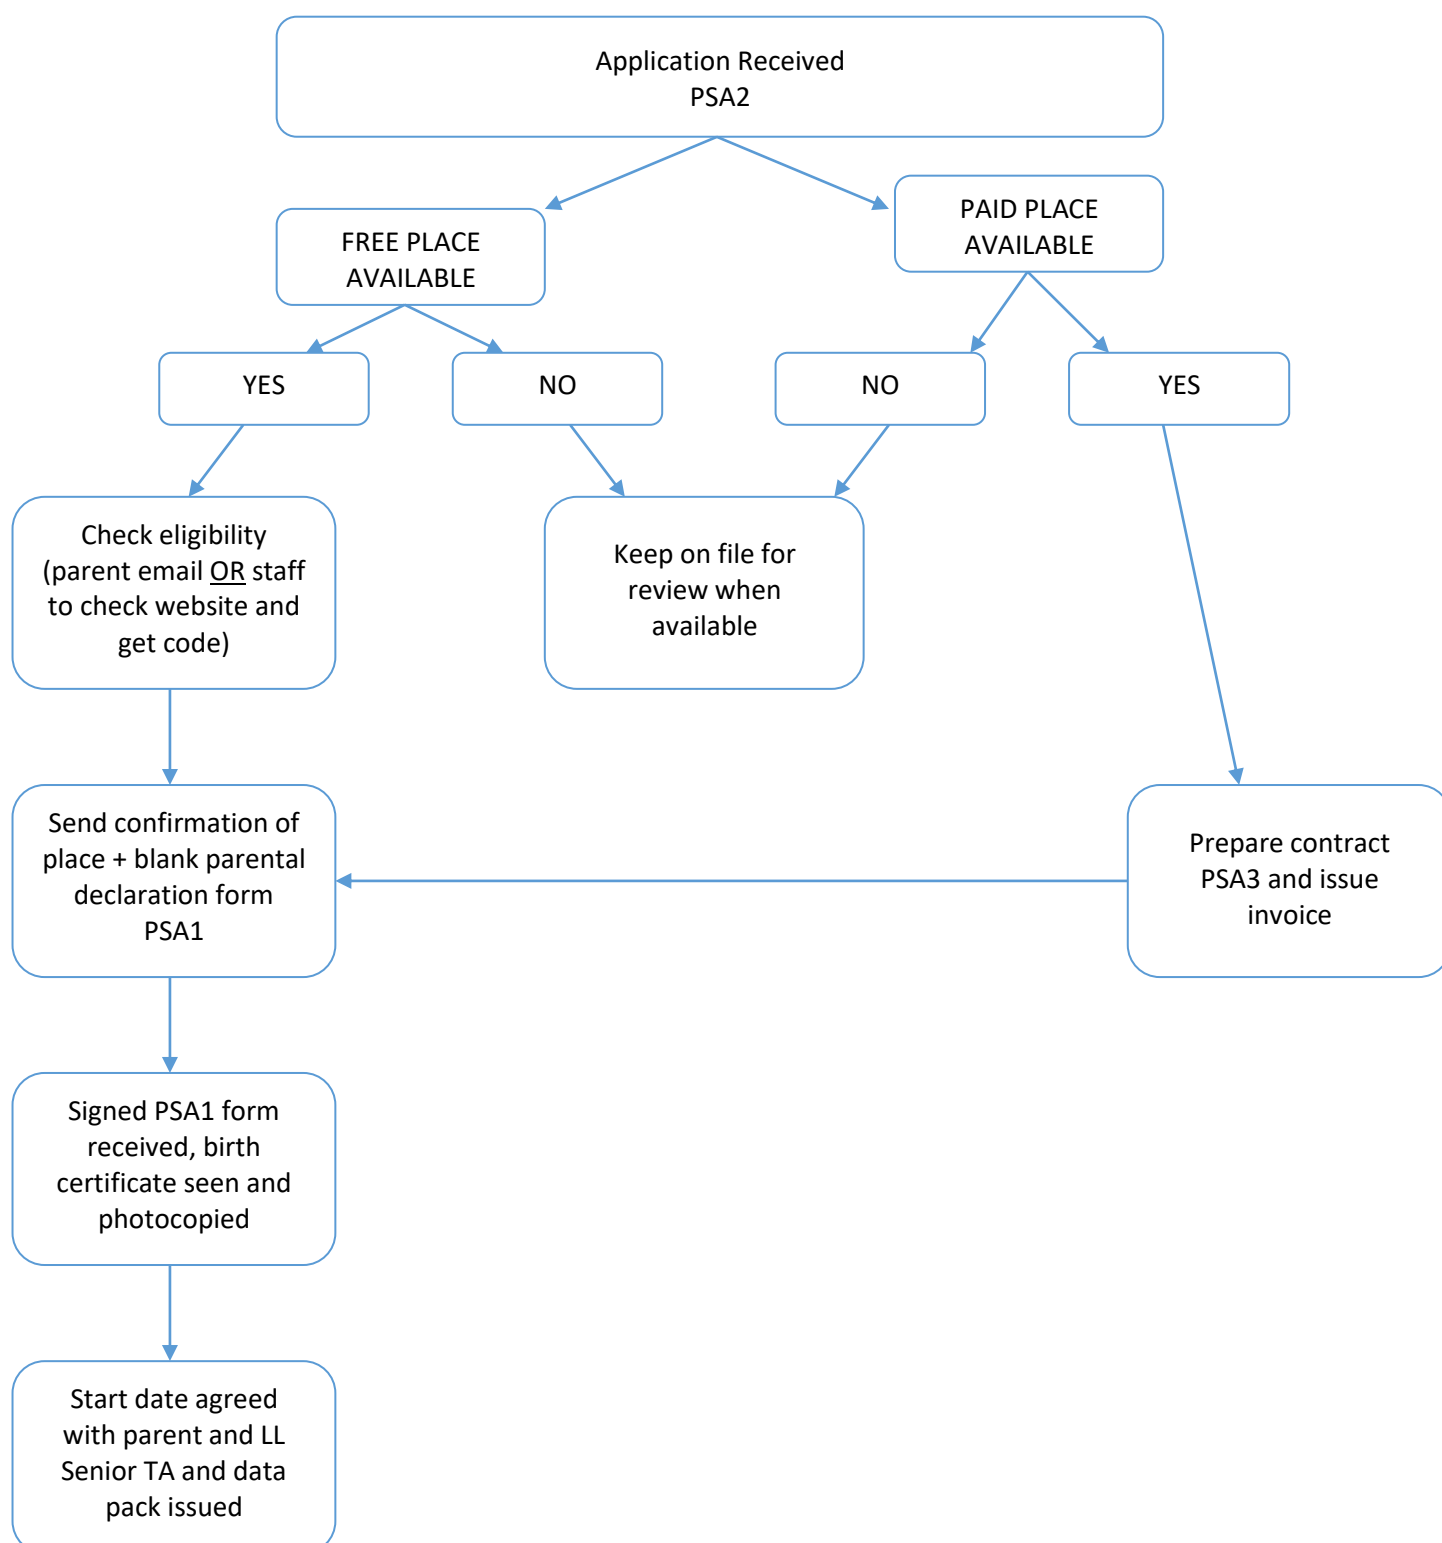 Application Received
PSA2
FREE PLACE
AVAILABLE
PAID PLACE
AVAILABLE
YES
NO
NO
YES
Check eligibility
(parent email OR staff
to check website and
get code)
Keep on file for
review when
available
Send confirmation of
place + blank parental
declaration form
PSA1
Prepare contract
PSA3 and issue
invoice
Signed PSA1 form
received, birth
certificate seen and
photocopied
Start date agreed
with parent and LL
Senior TA and data
pack issued